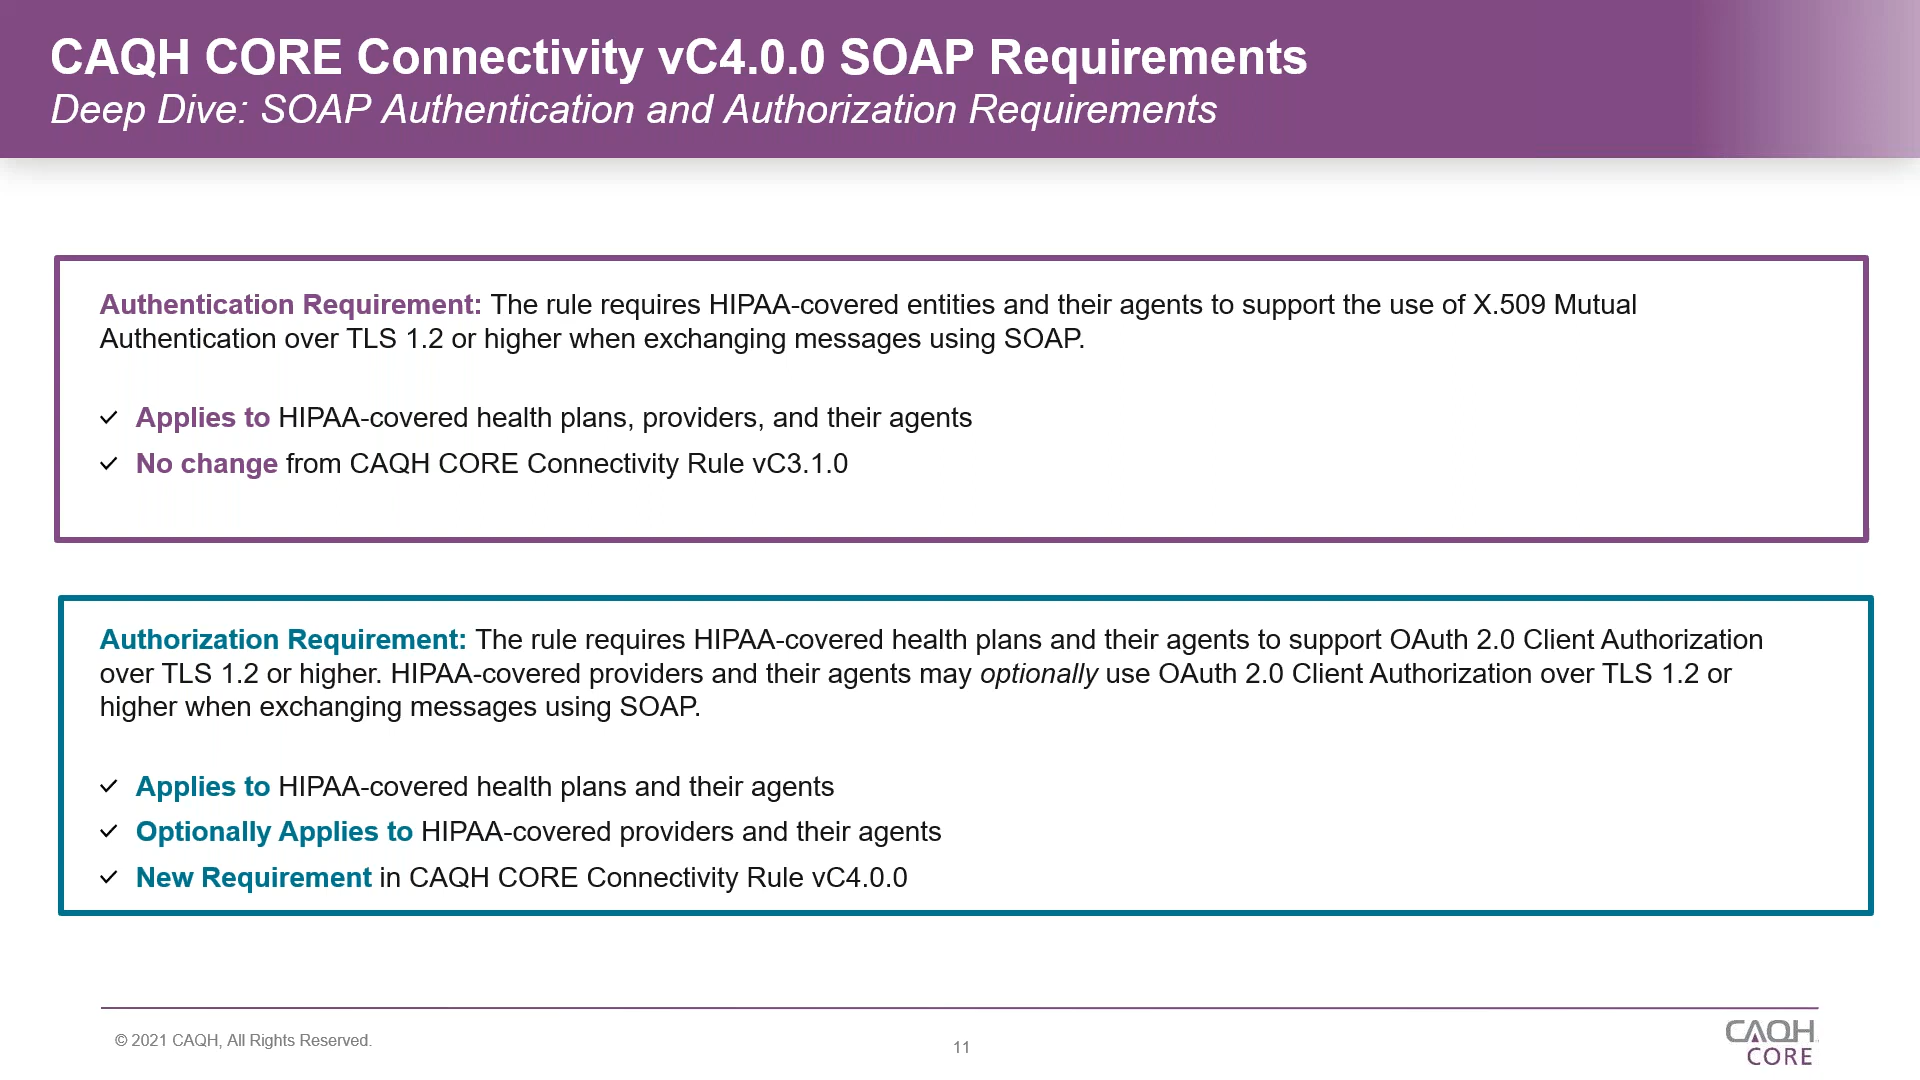 CAQH CORE Connectivity vC4.0.0 SOAP Requirements
Deep Dive: SOAP Authentication and Authorization Requirements
Authentication Requirement: The rule requires HIPAA-covered entities and their agents to support the use of X.509 Mutual
Authentication over TLS 1.2 or higher when exchanging messages using SOAP.
✓ Applies to HIPAA-covered health plans, providers, and their agents
✓ No change from CAQH CORE Connectivity Rule vC3.1.0
Authorization Requirement: The rule requires HIPAA-covered health plans and their agents to support OAuth 2.0 Client Authorization
over TLS 1.2 or higher. HIPAA-covered providers and their agents may optionally use OAuth 2.0 Client Authorization over TLS 1.2 or
higher when exchanging messages using SOAP.
✓ Applies to HIPAA-covered health plans and their agents
✓ Optionally Applies to HIPAA-covered providers and their agents
✓ New Requirement in CAQH CORE Connectivity Rule vC4.0.0
© 2021 CAQH, All Rights Reserved.
11
CAQH
CORE